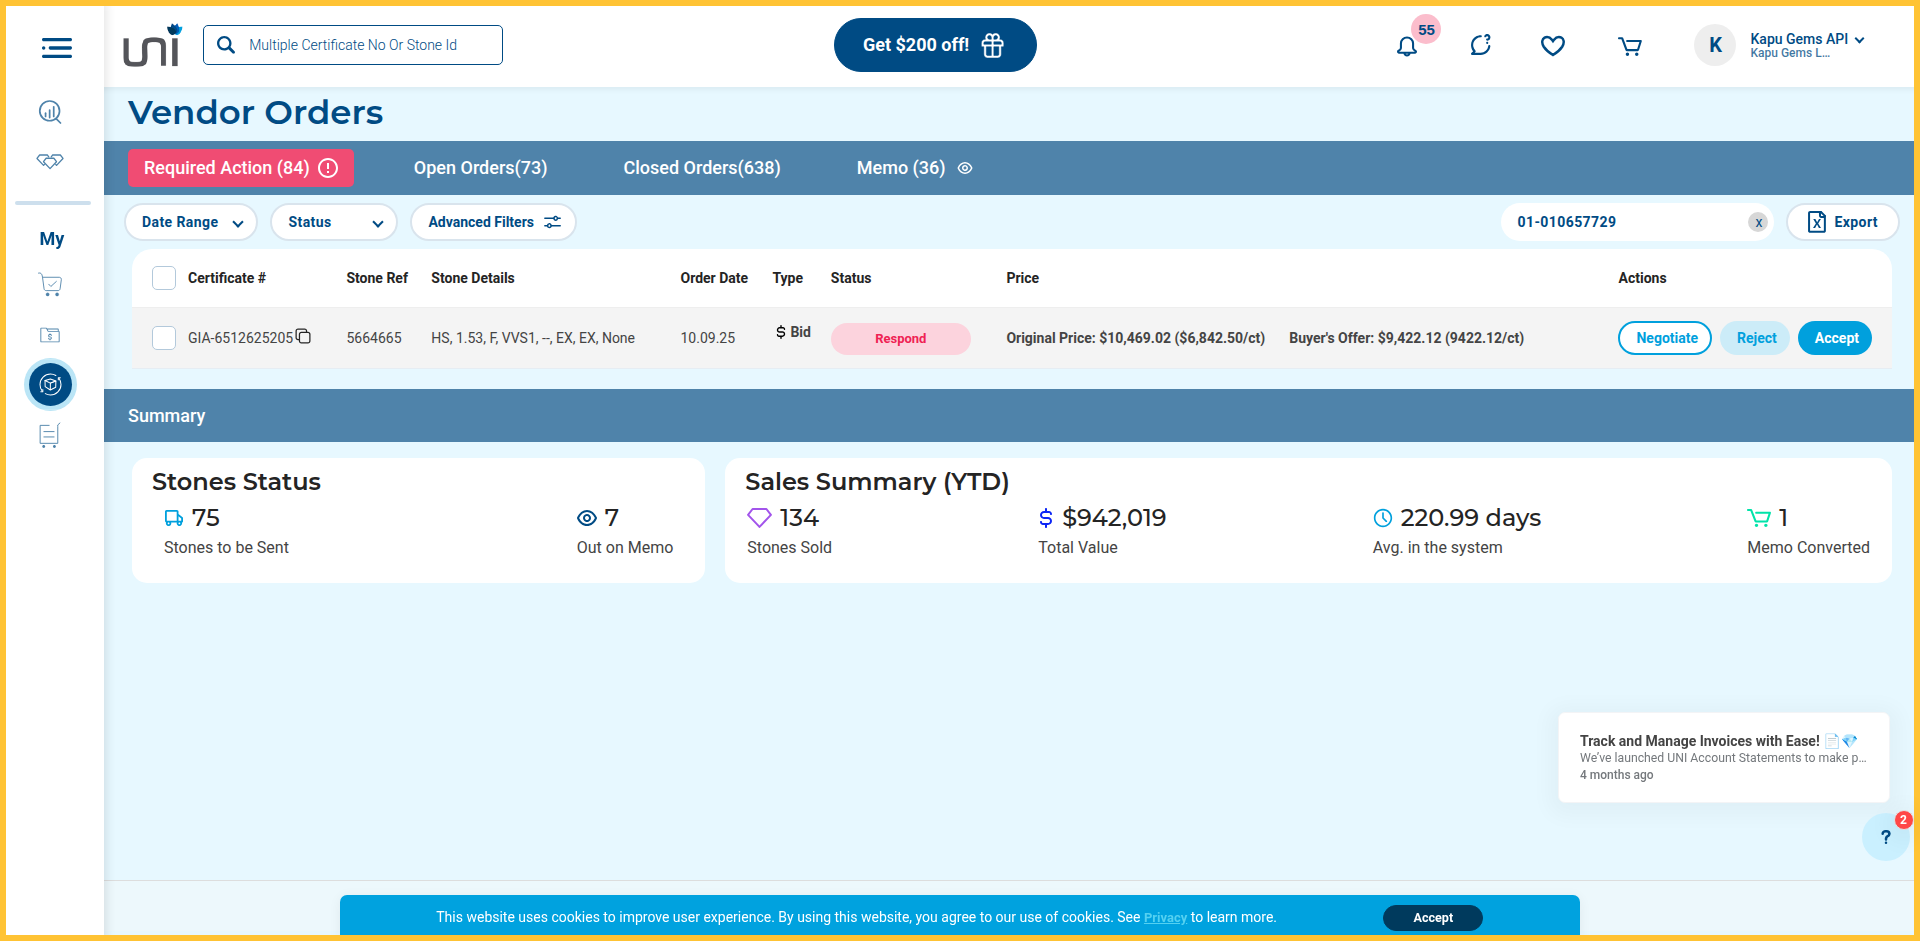 uni
Multiple Certificate No Or Stone Id
Get $200 off!
55
K
Kapu Gems API
Kapu Gems L...
Vendor Orders
Required Action (84)
Open Orders(73)
Closed Orders(638)
Memo (36)
My
Date Range
Status
Advanced Filters
01-010657729
x
Export
Certificate # Stone Ref Stone Details Order Date Type Status Price Actions
GIA-6512625205 5664665 HS, 1.53, F, VVS1, --, EX, EX, None 10.09.25 $ Bid Respond Original Price: $10,469.02 ($6,842.50/ct) Buyer's Offer: $9,422.12 (9422.12/ct) Negotiate Reject Accept
Summary
Stones Status
75
Stones to be Sent
7
Out on Memo
Sales Summary (YTD)
134
Stones Sold
$ $942,019
Total Value
220.99 days
Avg. in the system
1
Memo Converted
Track and Manage Invoices with Ease! 📄💎
We've launched UNI Account Statements to make p...
4 months ago
2
?
This website uses cookies to improve user experience. By using this website, you agree to our use of cookies. See Privacy to learn more.
Accept